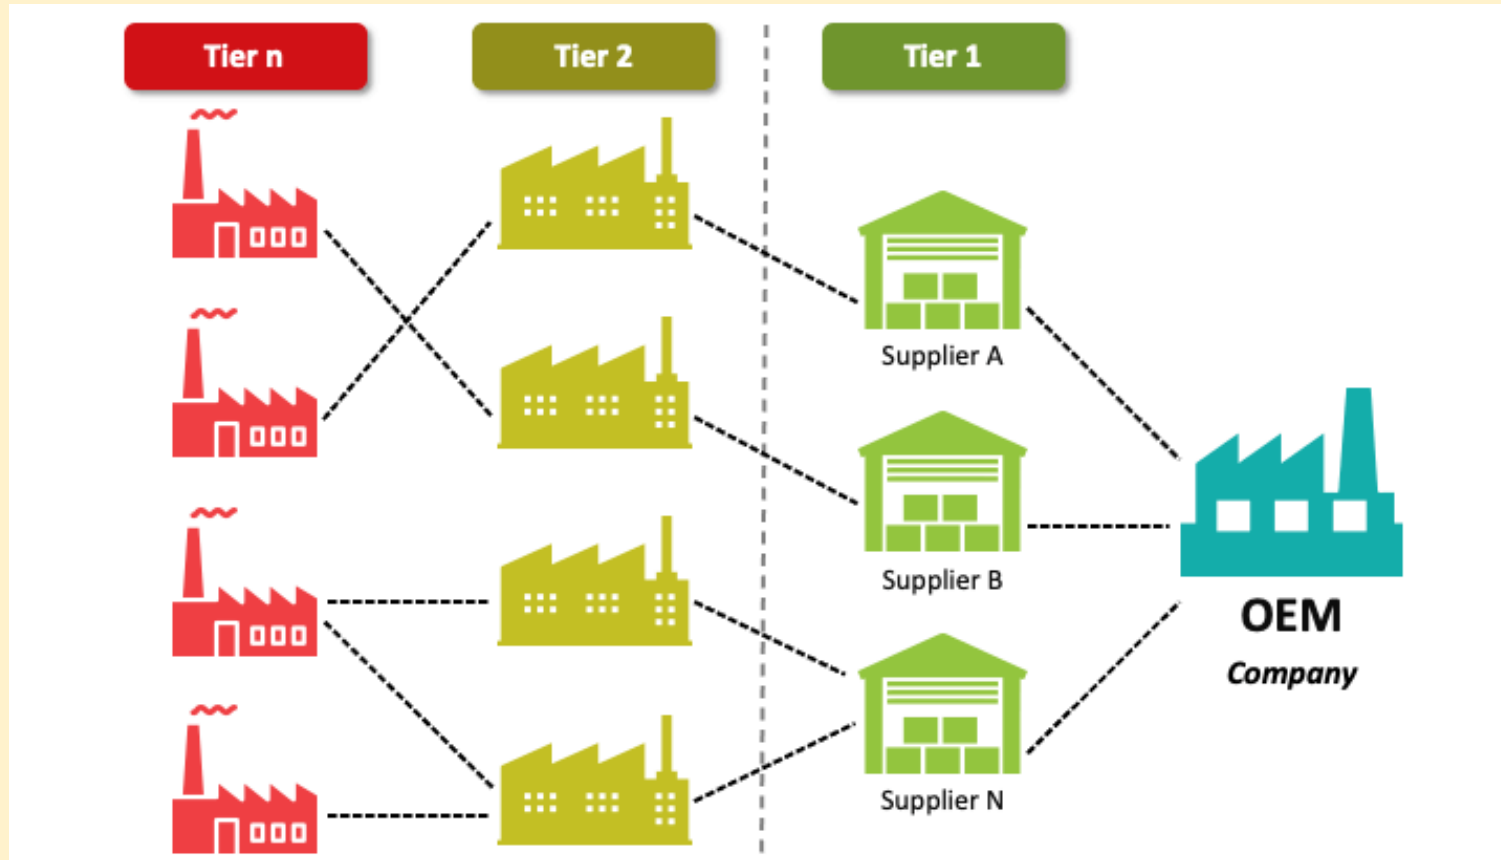 Tier n
Tier 2
Tier 1
Supplier A
Supplier B
Supplier N
OEM
Company